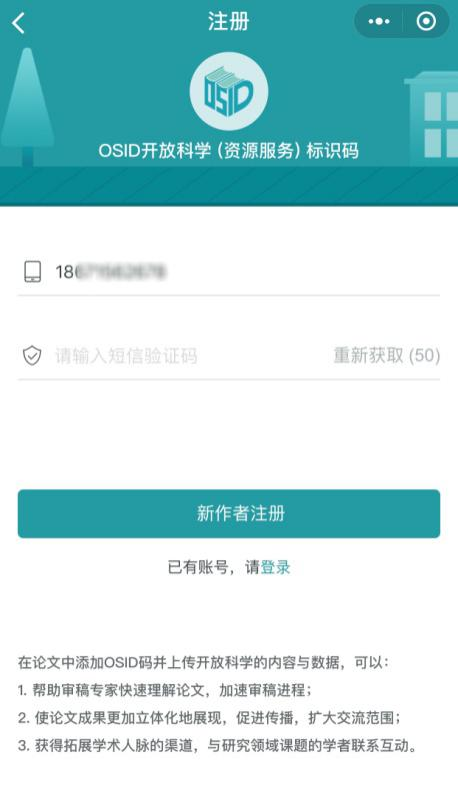 注册
OSID
OSID开放科学 (资源服务) 标识码
18
请输入短信验证码
重新获取 (50)
新作者注册
已有账号，请登录
在论文中添加OSID码并上传开放科学的内容与数据，可以：
1. 帮助审稿专家快速理解论文，加速审稿进程；
2. 使论文成果更加立体化地展现，促进传播，扩大交流范围；
3. 获得拓展学术人脉的渠道，与研究领域课题的学者联系互动。